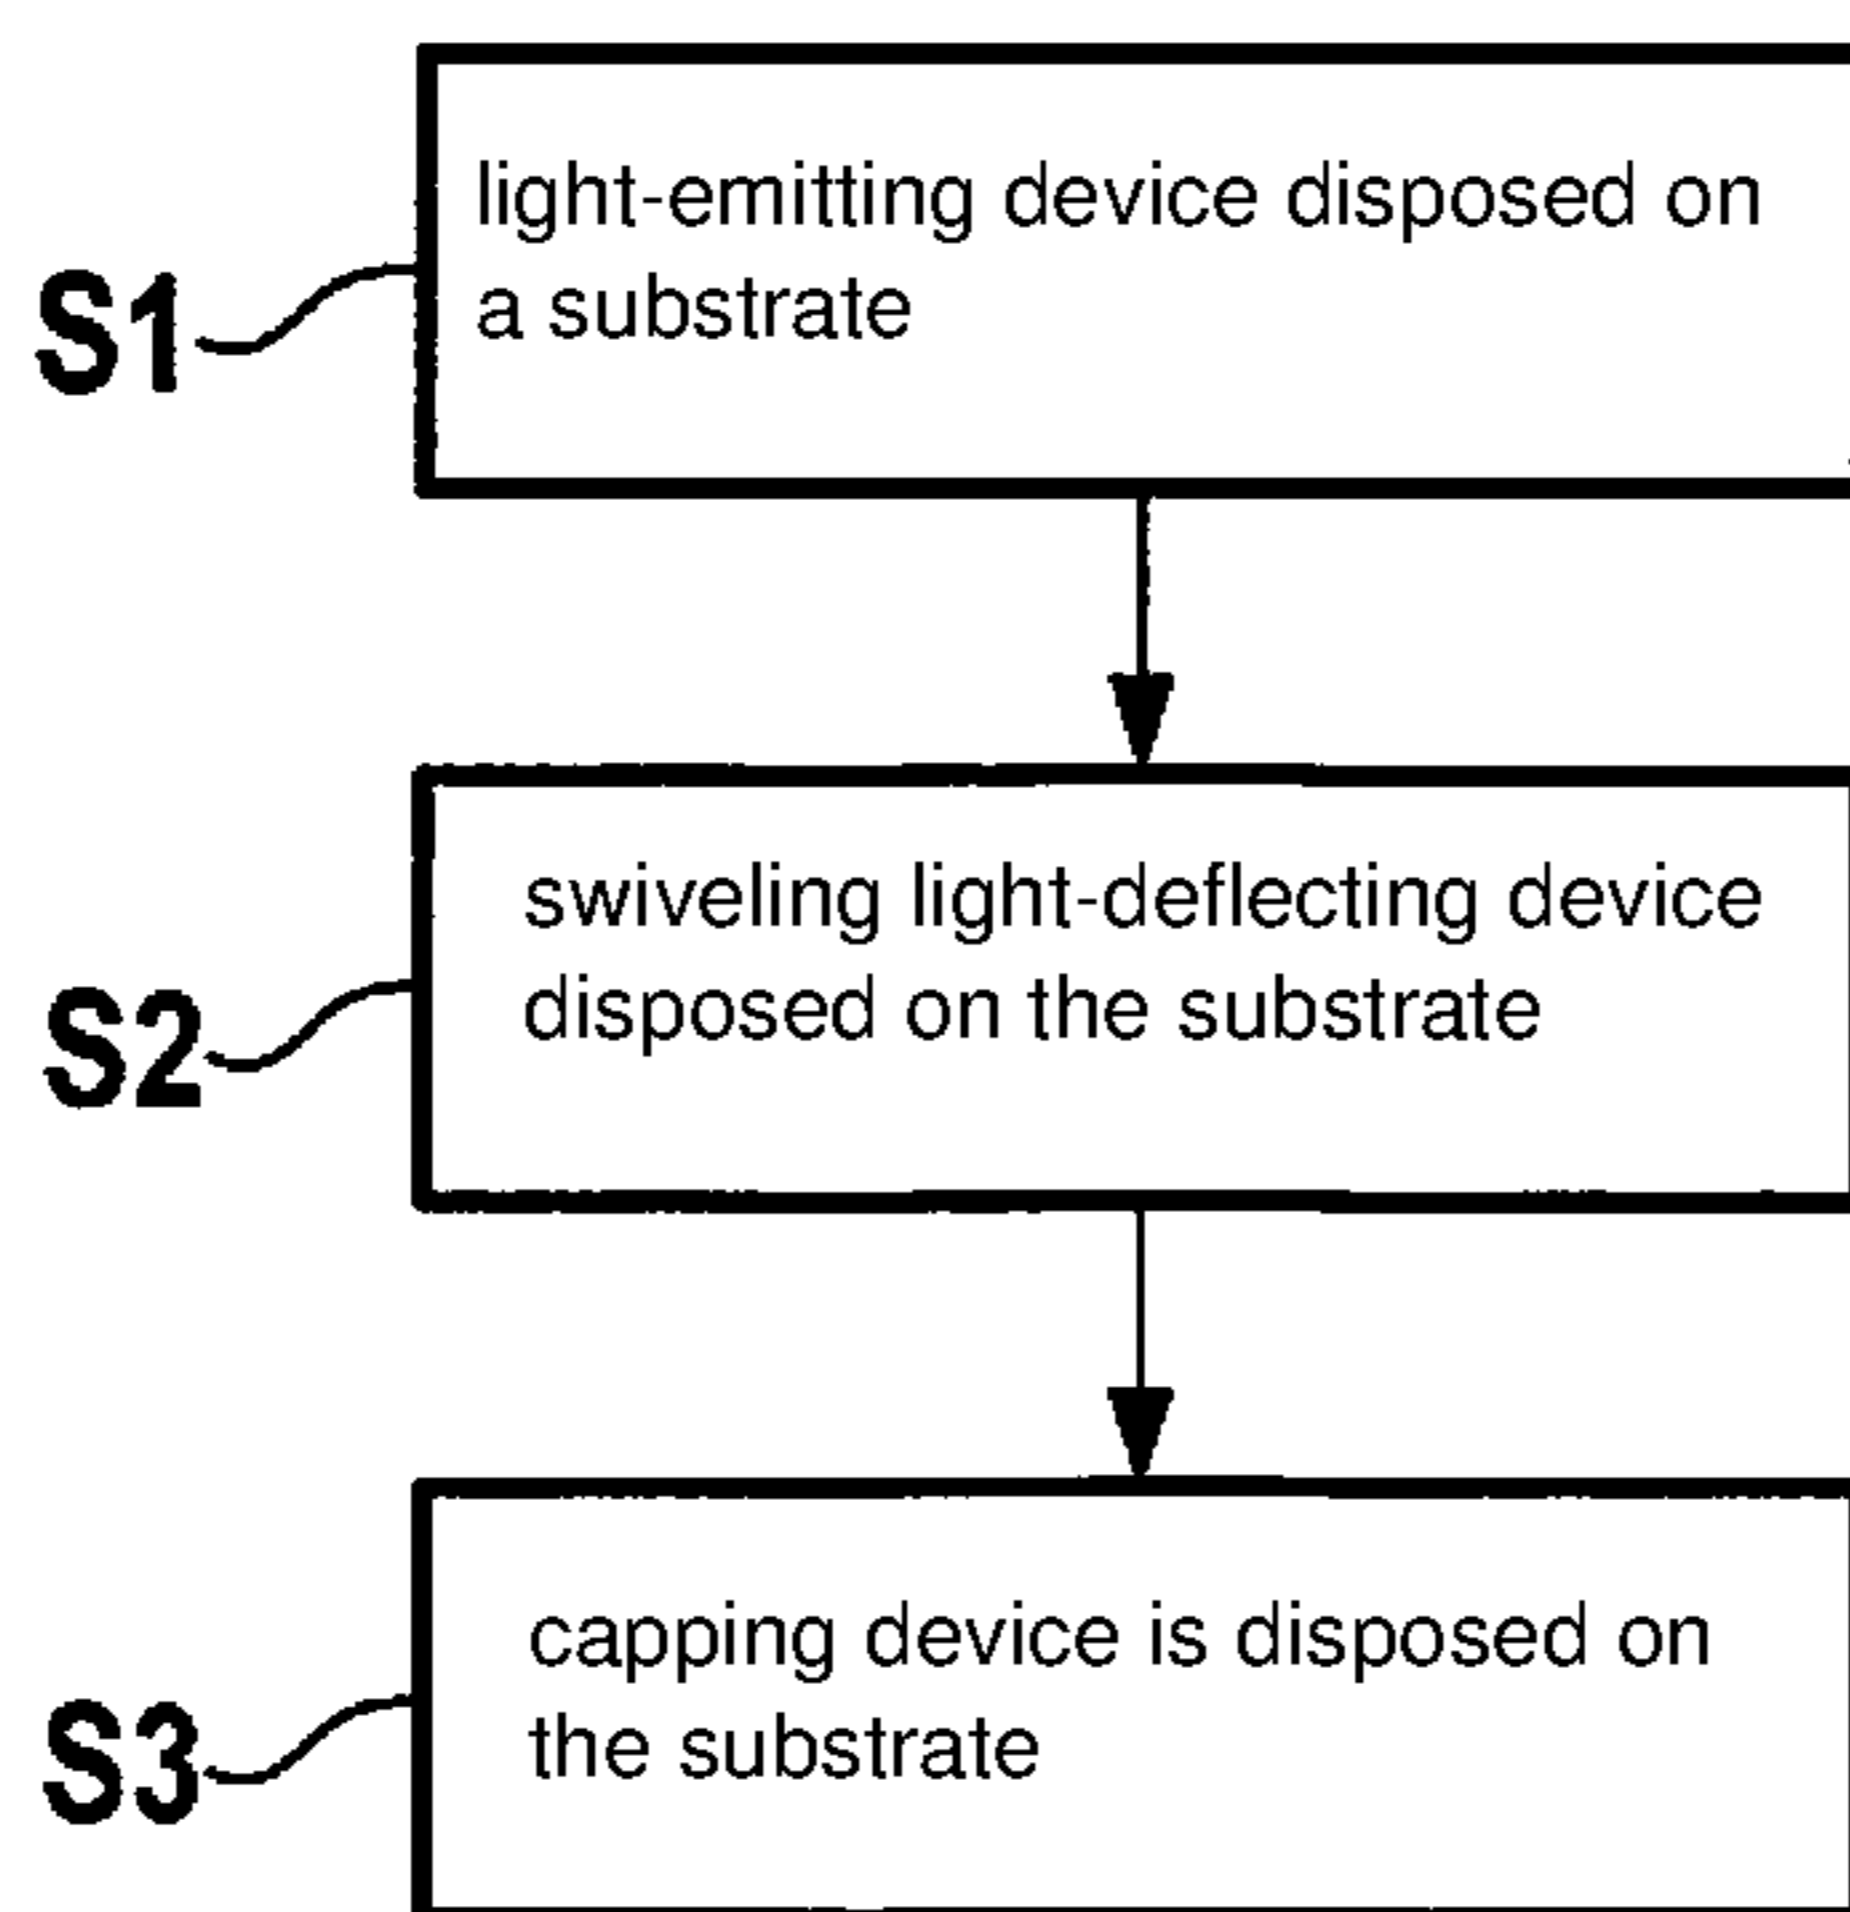 light-emitting device disposed on
a substrate
S1
swiveling light-deflecting device
disposed on the substrate
S2
capping device is disposed on
the substrate
S3